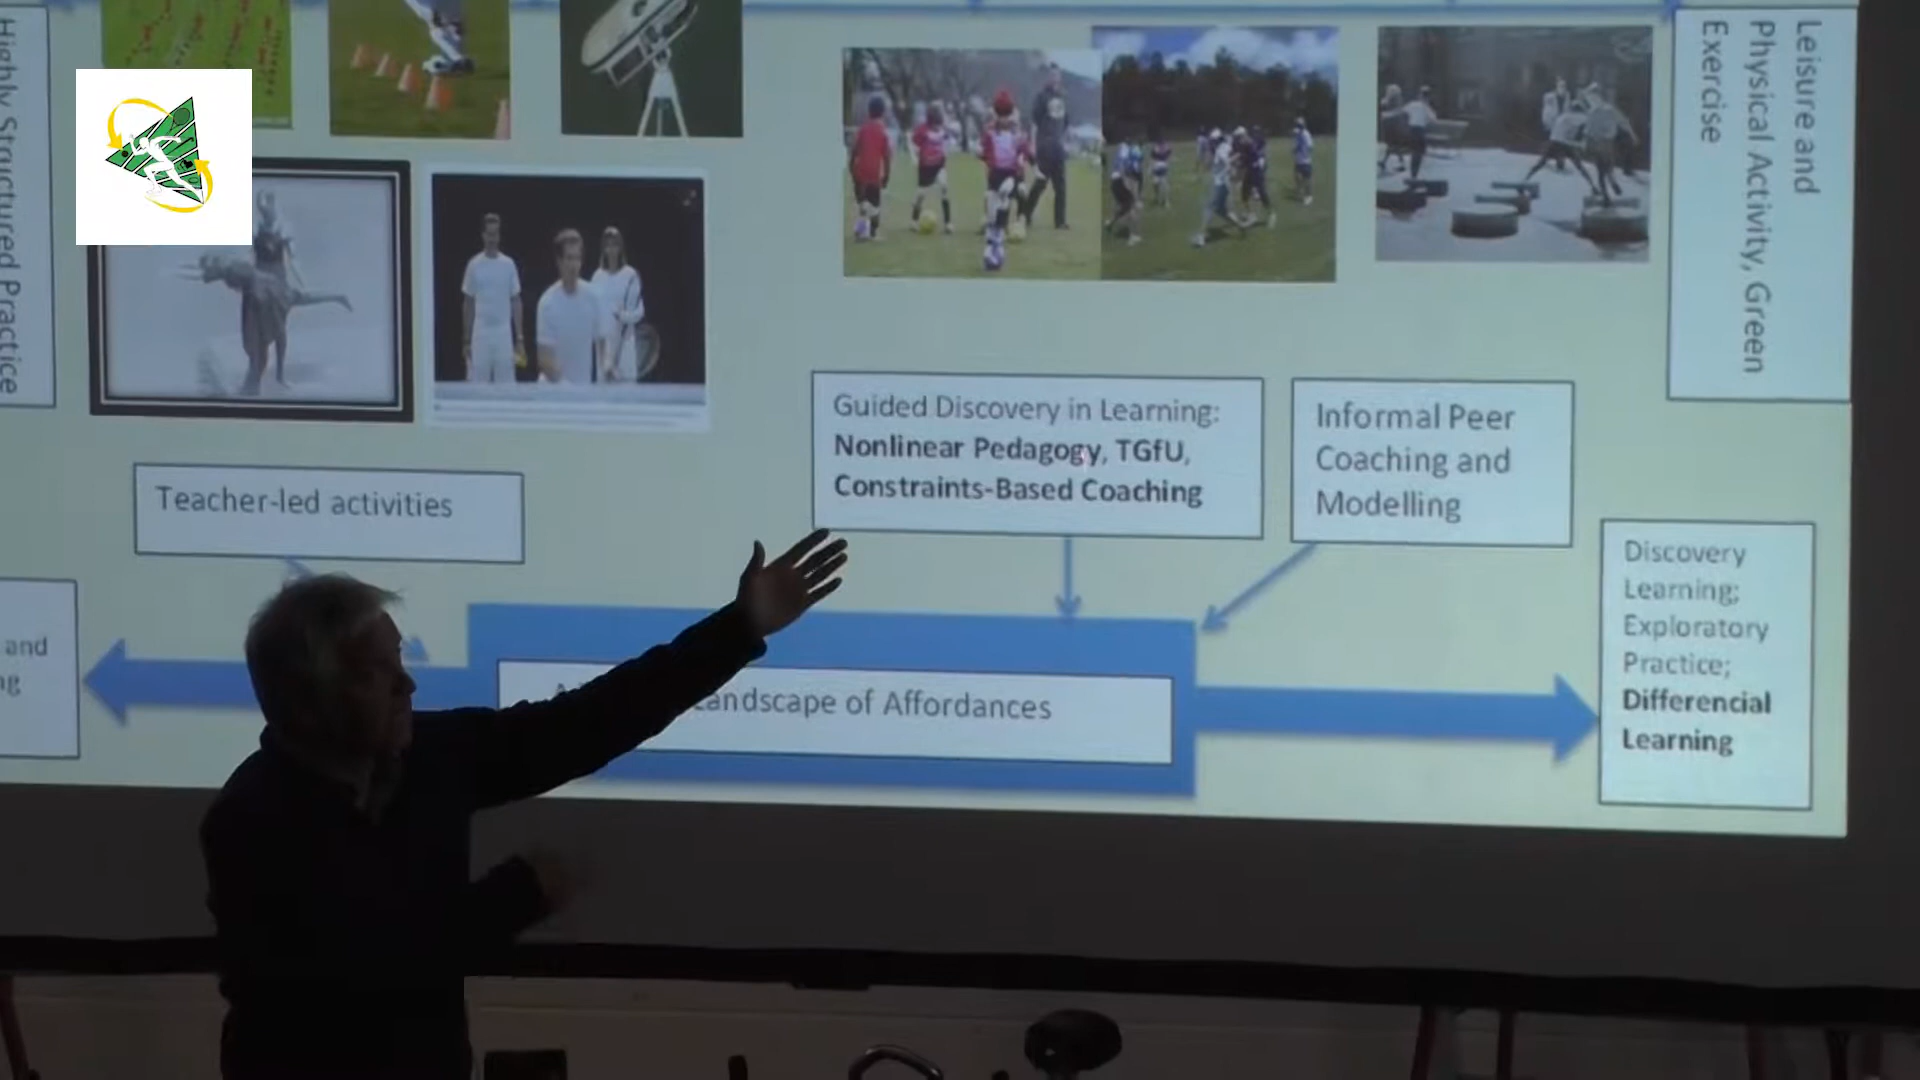 Highly Structured Practice
Leisure and
Physical Activity, Green
Exercise
Guided Discovery in Learning:
Nonlinear Pedagogy, TGfU,
Constraints-Based Coaching
Informal Peer
Coaching and
Modelling
Teacher-led activities
Discovery
Learning;
Exploratory
Practice;
Differencial
Learning
and
Landscape of Affordances